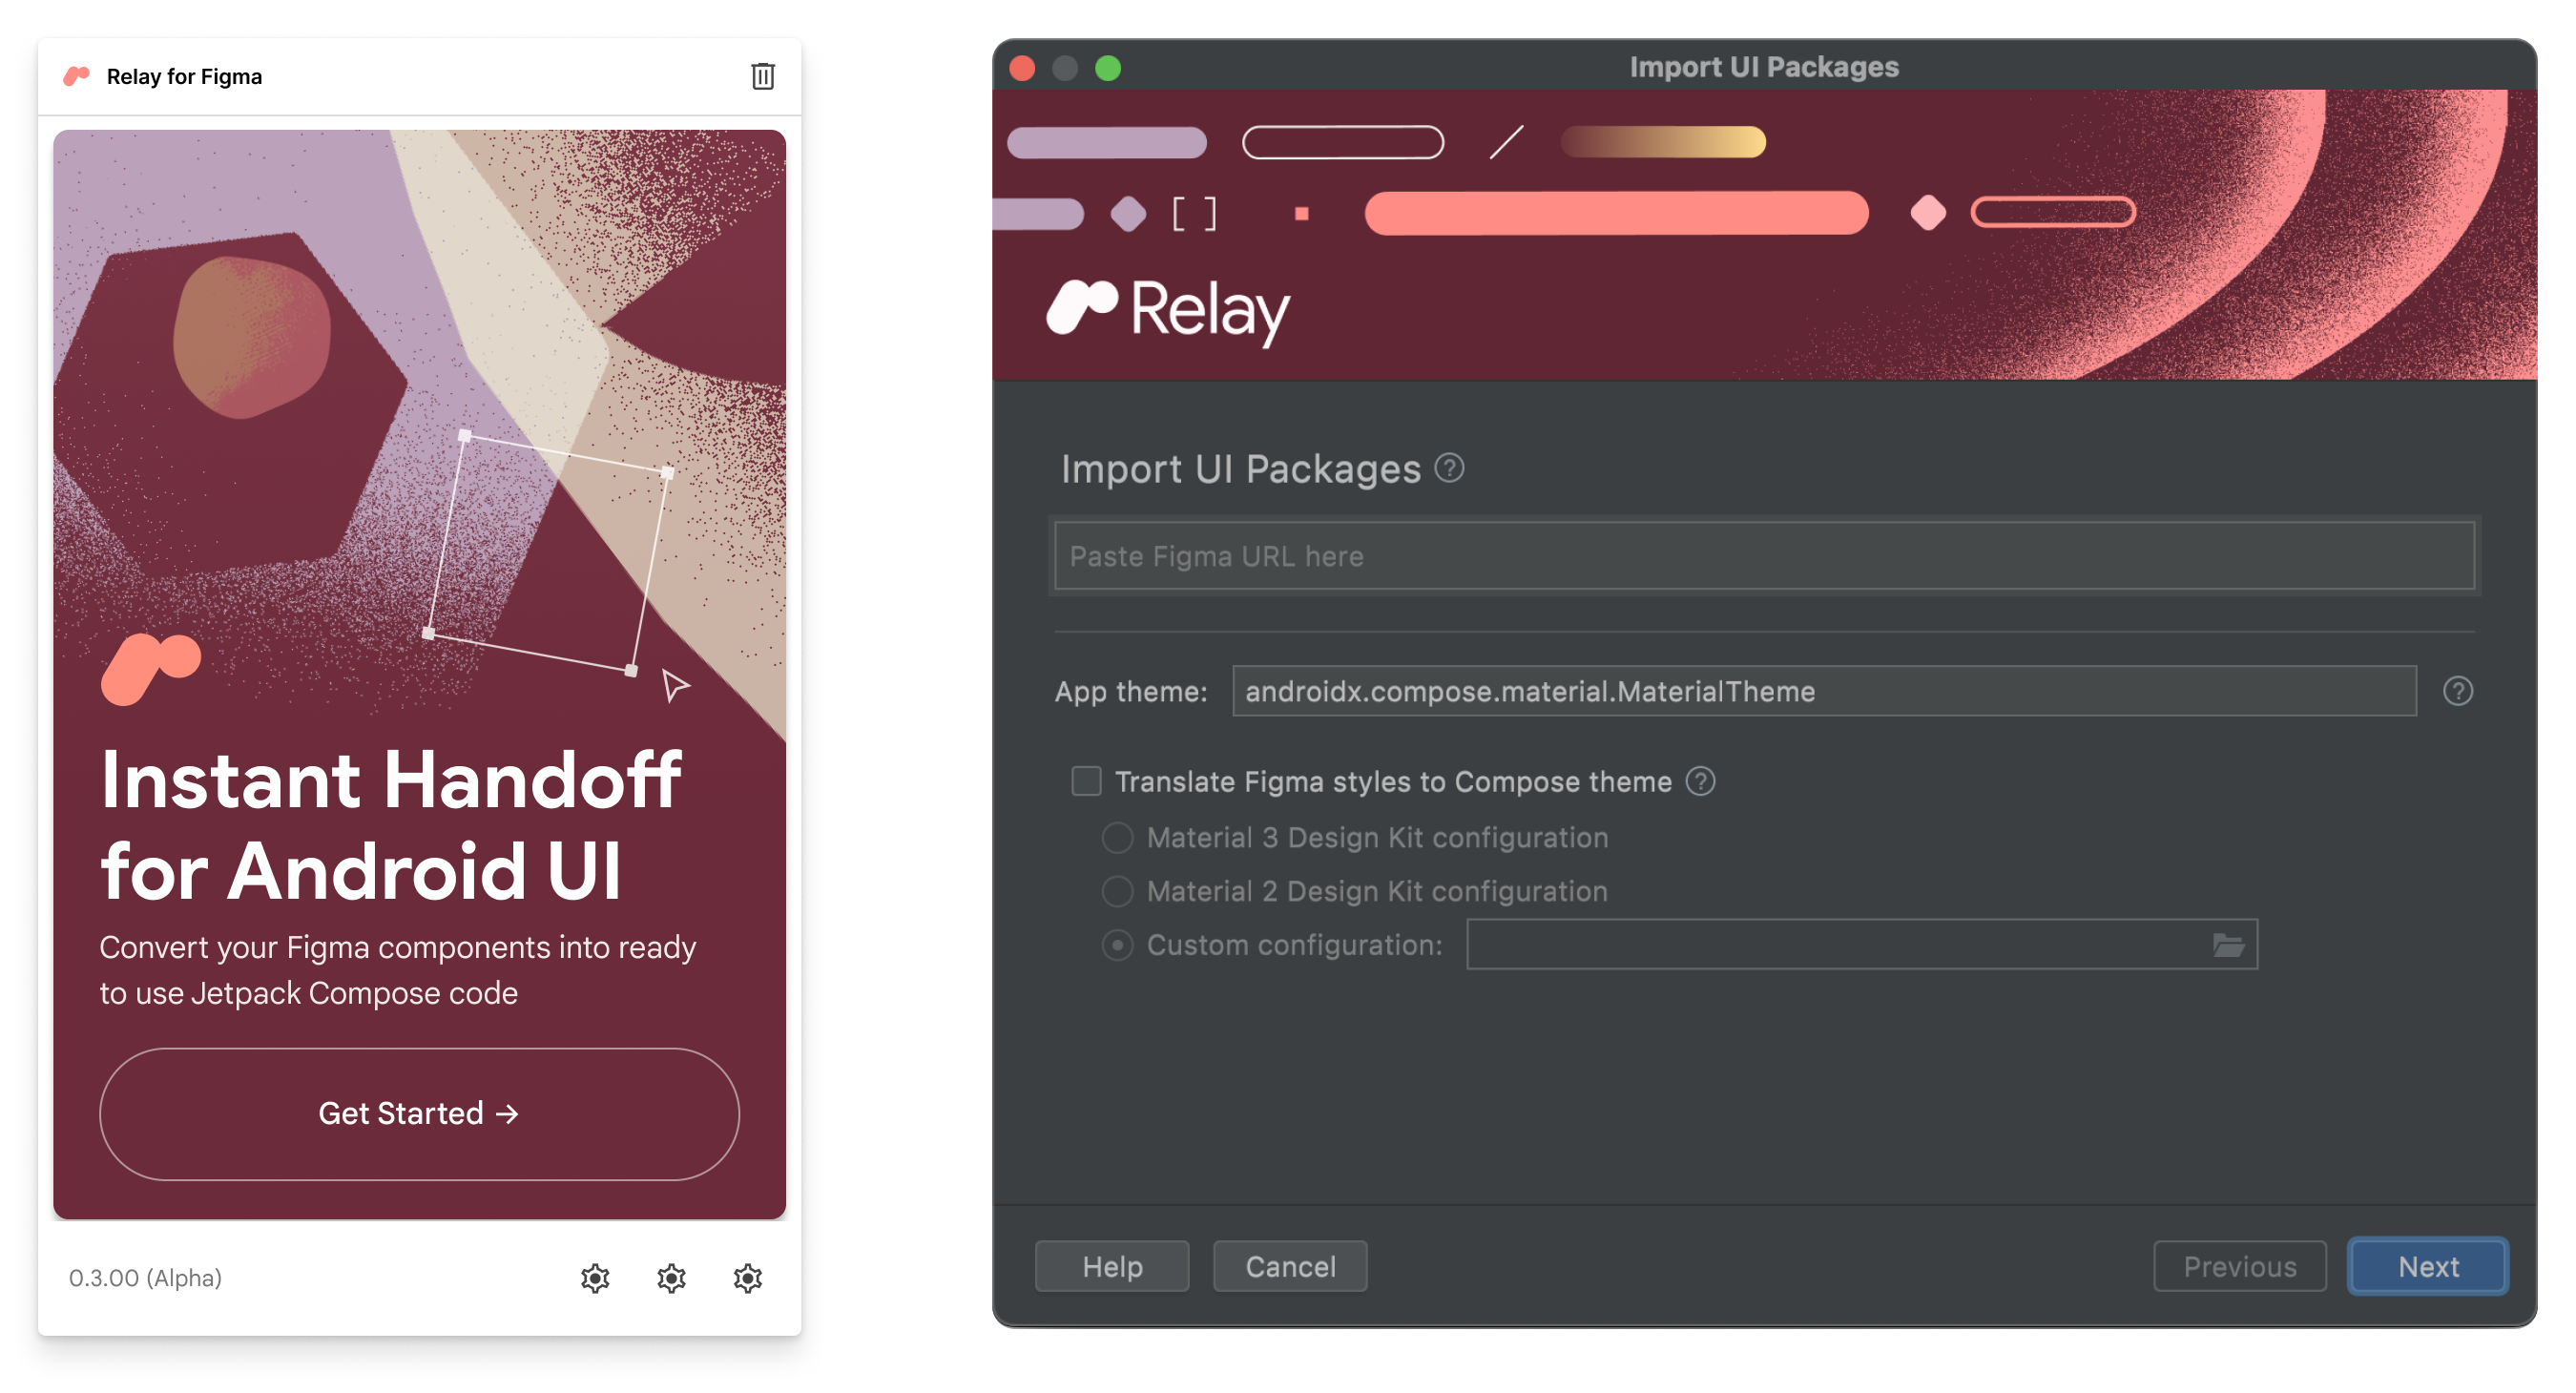 Relay for Figma
Instant Handoff
for Android UI
Convert your Figma components into ready
to use Jetpack Compose code
Get Started →
0.3.00 (Alpha)
Import UI Packages
[ ]
Relay
Import UI Packages ?
Paste Figma URL here
App theme: androidx.compose.material.MaterialTheme ?
Translate Figma styles to Compose theme ?
Material 3 Design Kit configuration
Material 2 Design Kit configuration
Custom configuration:
Help Cancel Previous Next